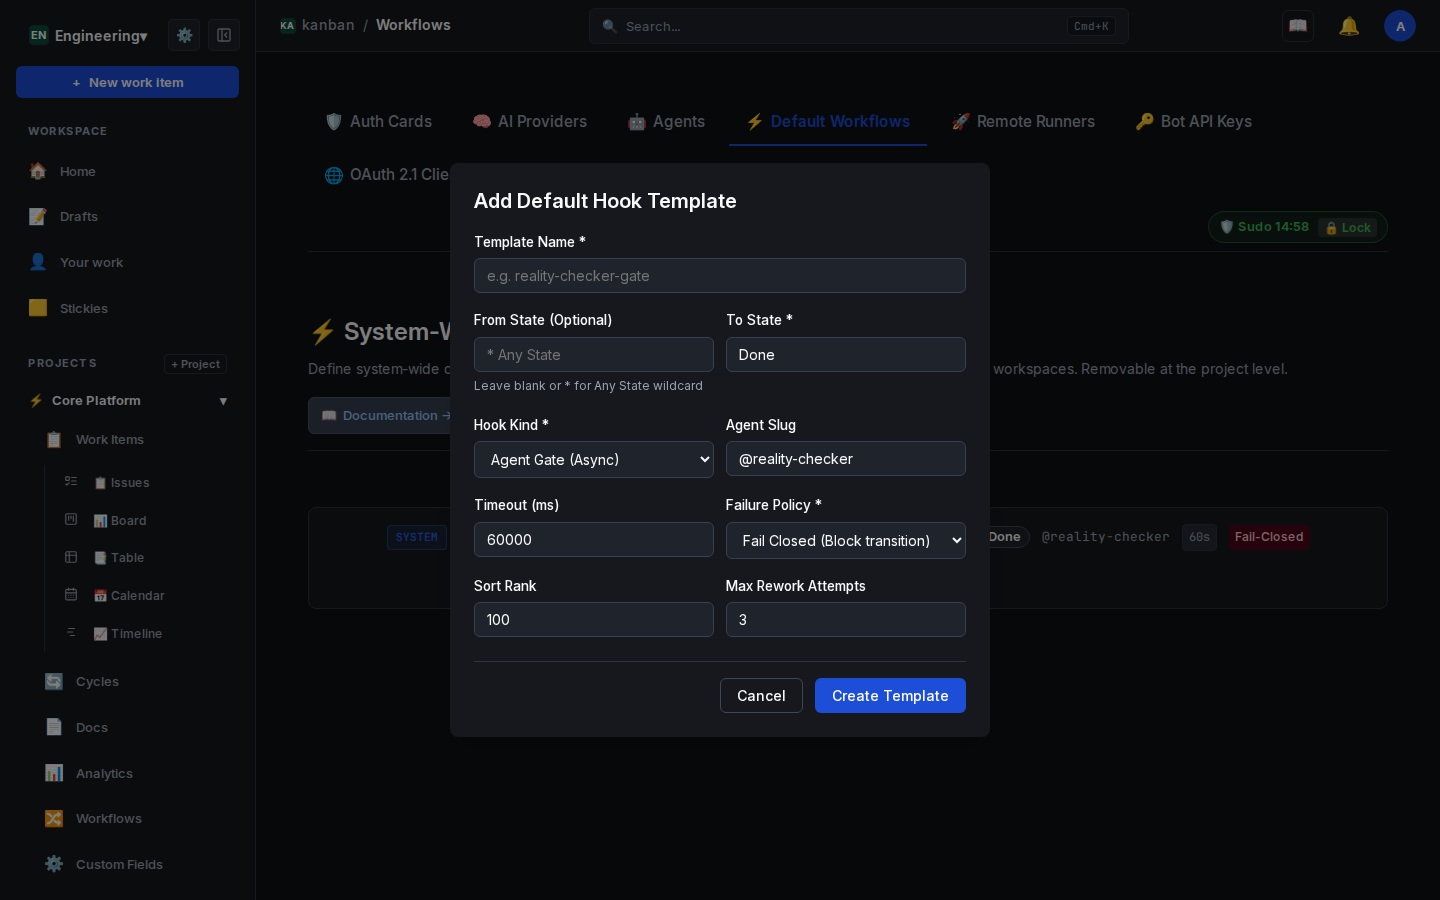 EN Engineering▾
+ New work item
WORKSPACE
Home
Drafts
Your work
Stickies
PROJECTS
+ Project
Core Platform ▾
Work Items
Issues
Board
Table
Calendar
Timeline
Cycles
Docs
Analytics
Workflows
Custom Fields
KA kanban / Workflows
Search...
Cmd+K
A
Auth Cards
AI Providers
Agents
Default Workflows
Remote Runners
Bot API Keys
OAuth 2.1 Clie
Sudo 14:58
Lock
System-W
Define system-wide
workspaces. Removable at the project level.
Documentation →
SYSTEM
Done
@reality-checker
60s
Fail-Closed
Add Default Hook Template
Template Name *
e.g. reality-checker-gate
From State (Optional)
To State *
* Any State
Done
Leave blank or * for Any State wildcard
Hook Kind *
Agent Slug
Agent Gate (Async)
@reality-checker
Timeout (ms)
Failure Policy *
60000
Fail Closed (Block transition)
Sort Rank
Max Rework Attempts
100
3
Cancel
Create Template